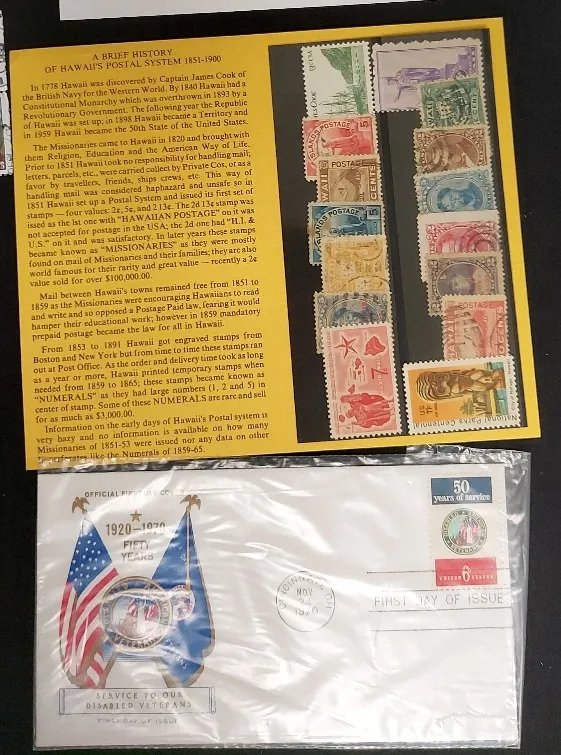 A BRIEF HISTORY
OF HAWAII'S POSTAL SYSTEM 1851-1900
In 1778 Hawaii was discovered by Captain James Cook of
the British Navy for the Western World. By 1840 Hawaii had a
Constitutional Monarchy which was overthrown in 1893 by a
Revolutionary Government. The following year the Republic
of Hawaii was set up; in 1898 Hawaii became a Territory and
in 1959 Hawaii became the 50th State of the United States.
The Missionaries came to Hawaii in 1820 and brought with
them Religion, Education and the American Way of Life.
Prior to 1851 Hawaii took no responsibility for handling mail;
letters, parcels, etc., were carried by Private Cos, or as a
favor by travellers, friends, ships crews, etc. This way of
handling mail was considered haphazard and unsafe so in
1851 Hawaii set up a Postal System and issued its first set of
stamps — four values: 2¢, 5¢, and 2 13¢. The 2d 13¢ stamp was
issued as the 1st one with "HAWAIIAN POSTAGE" on it was
not accepted for postage in the USA; the 2d one had "H.I. &
U.S." on it and was satisfactory. In later years these stamps
became known as "MISSIONARIES" as they were mostly
found on mail of Missionaries and their families; they are also
world famous for their rarity and great value — recently a 2¢
value sold for over $100,000.00.
Mail between Hawaii's towns remained free from 1851 to
1859 as the Missionaries were encouraging Hawaiians to read
and write and so opposed a Postage Paid law, fearing it would
hamper their educational work; however in 1859 mandatory
prepaid postage became the law for all in Hawaii.
From 1853 to 1891 Hawaii got engraved stamps from
Boston and New York but from time to time these stamps ran
out at Post Office. As the order and delivery time took as long
as a year or more, Hawaii printed temporary stamps when
needed from 1859 to 1865; these stamps became known as
"NUMERALS" as they had large numbers (1, 2 and 5) in
center of stamp. Some of these NUMERALS are rare and sell
for as much as $3,000.00.
Information on the early days of Hawaii's Postal system is
very hazy and no information is available on how many
Missionaries of 1851-53 were issued nor any data on other
like the Numerals of 1859-65.
ISLANDS POSTAGE
POSTAGE
CENTS
ISLANDS POSTAGE
7¢
POSTAGE
National Parks Centennial
OFFICIAL FIRST DAY COVER
1920-1970
FIFTY
YEARS
SERVICE TO OUR
DISABLED VETERANS
FIRST DAY OF ISSUE
CINCINNATI, OH
NOV
24
1970
FIRST DAY OF ISSUE
50
years of service
UNITED 6 STATES